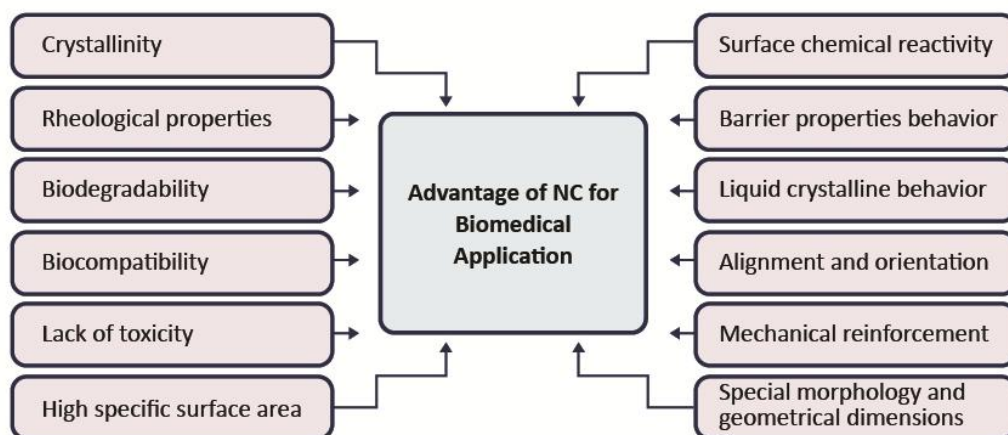 Crystallinity
Rheological properties
Biodegradability
Biocompatibility
Lack of toxicity
High specific surface area
Advantage of NC for
Biomedical
Application
Surface chemical reactivity
Barrier properties behavior
Liquid crystalline behavior
Alignment and orientation
Mechanical reinforcement
Special morphology and
geometrical dimensions